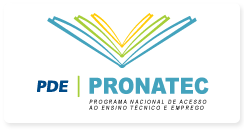 PDE | PRONATEC
PROGRAMA NACIONAL DE ACESSO
AO ENSINO TÉCNICO E EMPREGO